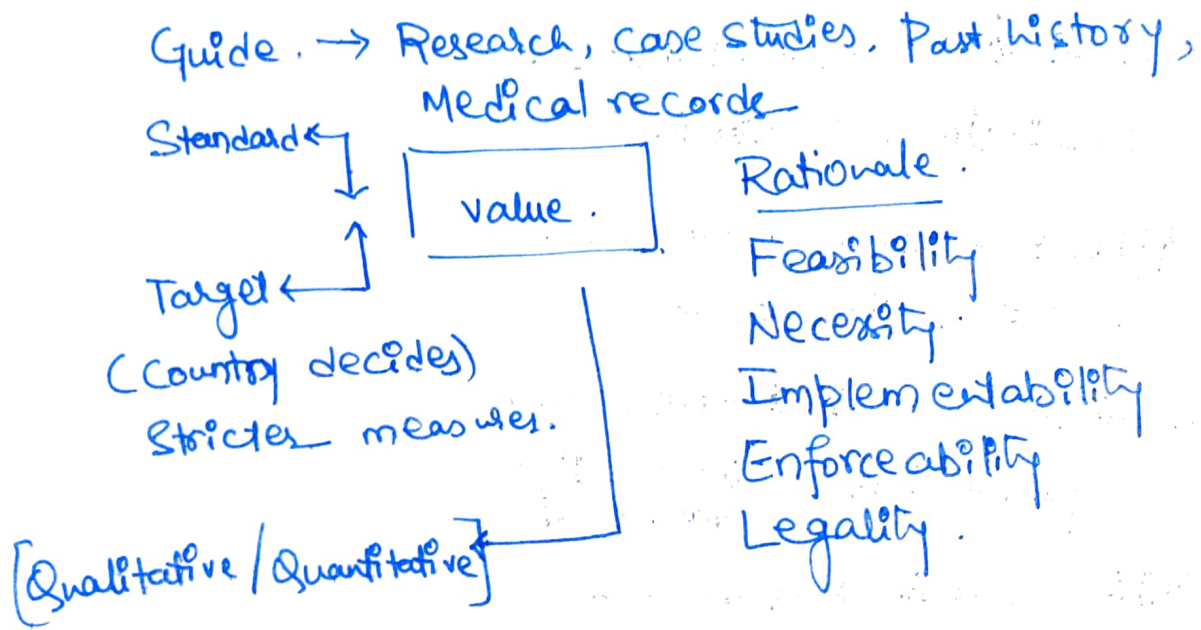 Guide. → Research, case studies, Past history,
Medical records
Standard
value.
Target
(Country decides)
Stricter measures.
[Qualitative/Quantitative]
Rationale.
Feasibility
Necessity.
Implementability
Enforceability
Legality.